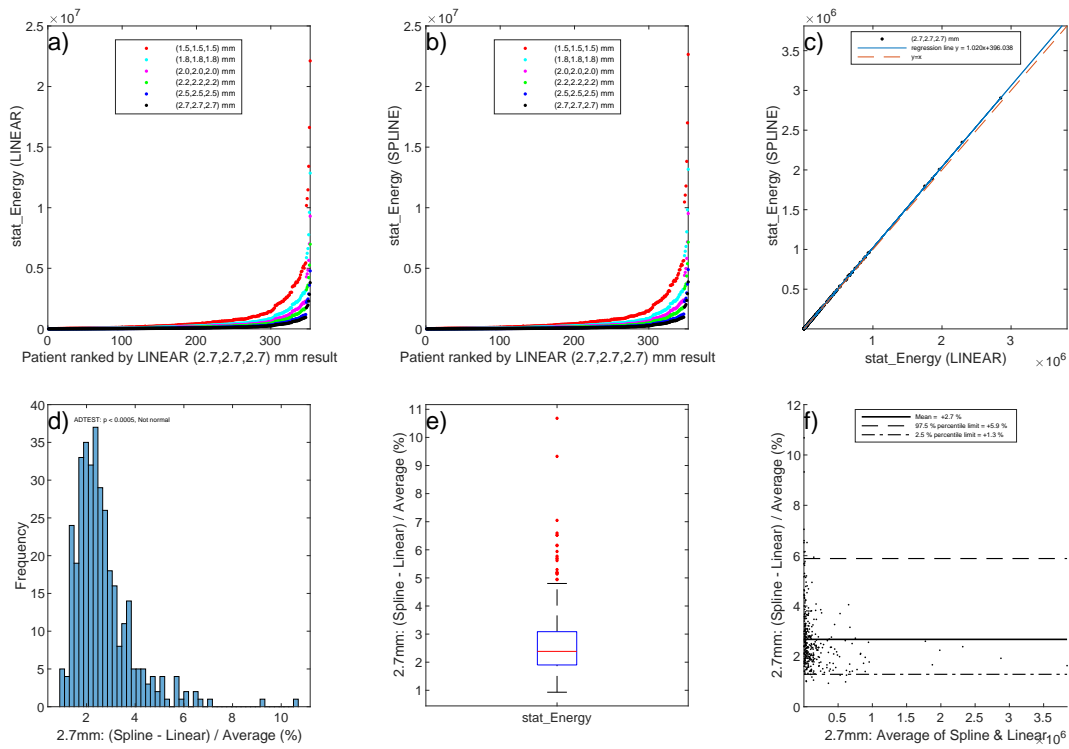 a)
×10^7
2.5
2
1.5
1
0.5
0
0 100 200 300
stat_Energy (LINEAR)
Patient ranked by LINEAR (2.7,2.7,2.7) mm result
(1.5,1.5,1.5) mm
(1.8,1.8,1.8) mm
(2.0,2.0,2.0) mm
(2.2,2.2,2.2) mm
(2.5,2.5,2.5) mm
(2.7,2.7,2.7) mm
b)
×10^7
2.5
2
1.5
1
0.5
0
0 100 200 300
stat_Energy (SPLINE)
Patient ranked by LINEAR (2.7,2.7,2.7) mm result
(1.5,1.5,1.5) mm
(1.8,1.8,1.8) mm
(2.0,2.0,2.0) mm
(2.2,2.2,2.2) mm
(2.5,2.5,2.5) mm
(2.7,2.7,2.7) mm
c)
×10^6
3.5
3
2.5
2
1.5
1
0.5
1 2 3
×10^6
stat_Energy (SPLINE)
stat_Energy (LINEAR)
(2.7,2.7,2.7) mm
regression line y = 1.020x+396.038
y=x
d)
ADTEST: p < 0.0005, Not normal
40
35
30
25
20
15
10
5
0
2 4 6 8 10
Frequency
2.7mm: (Spline - Linear) / Average (%)
e)
11
10
9
8
7
6
5
4
3
2
1
stat_Energy
2.7mm: (Spline - Linear) / Average (%)
f)
12
10
8
6
4
2
0
0.5 1 1.5 2 2.5 3 3.5
×10^6
2.7mm: (Spline - Linear) / Average (%)
2.7mm: Average of Spline & Linear
Mean = +2.7 %
97.5 % percentile limit = +5.9 %
2.5 % percentile limit = +1.3 %